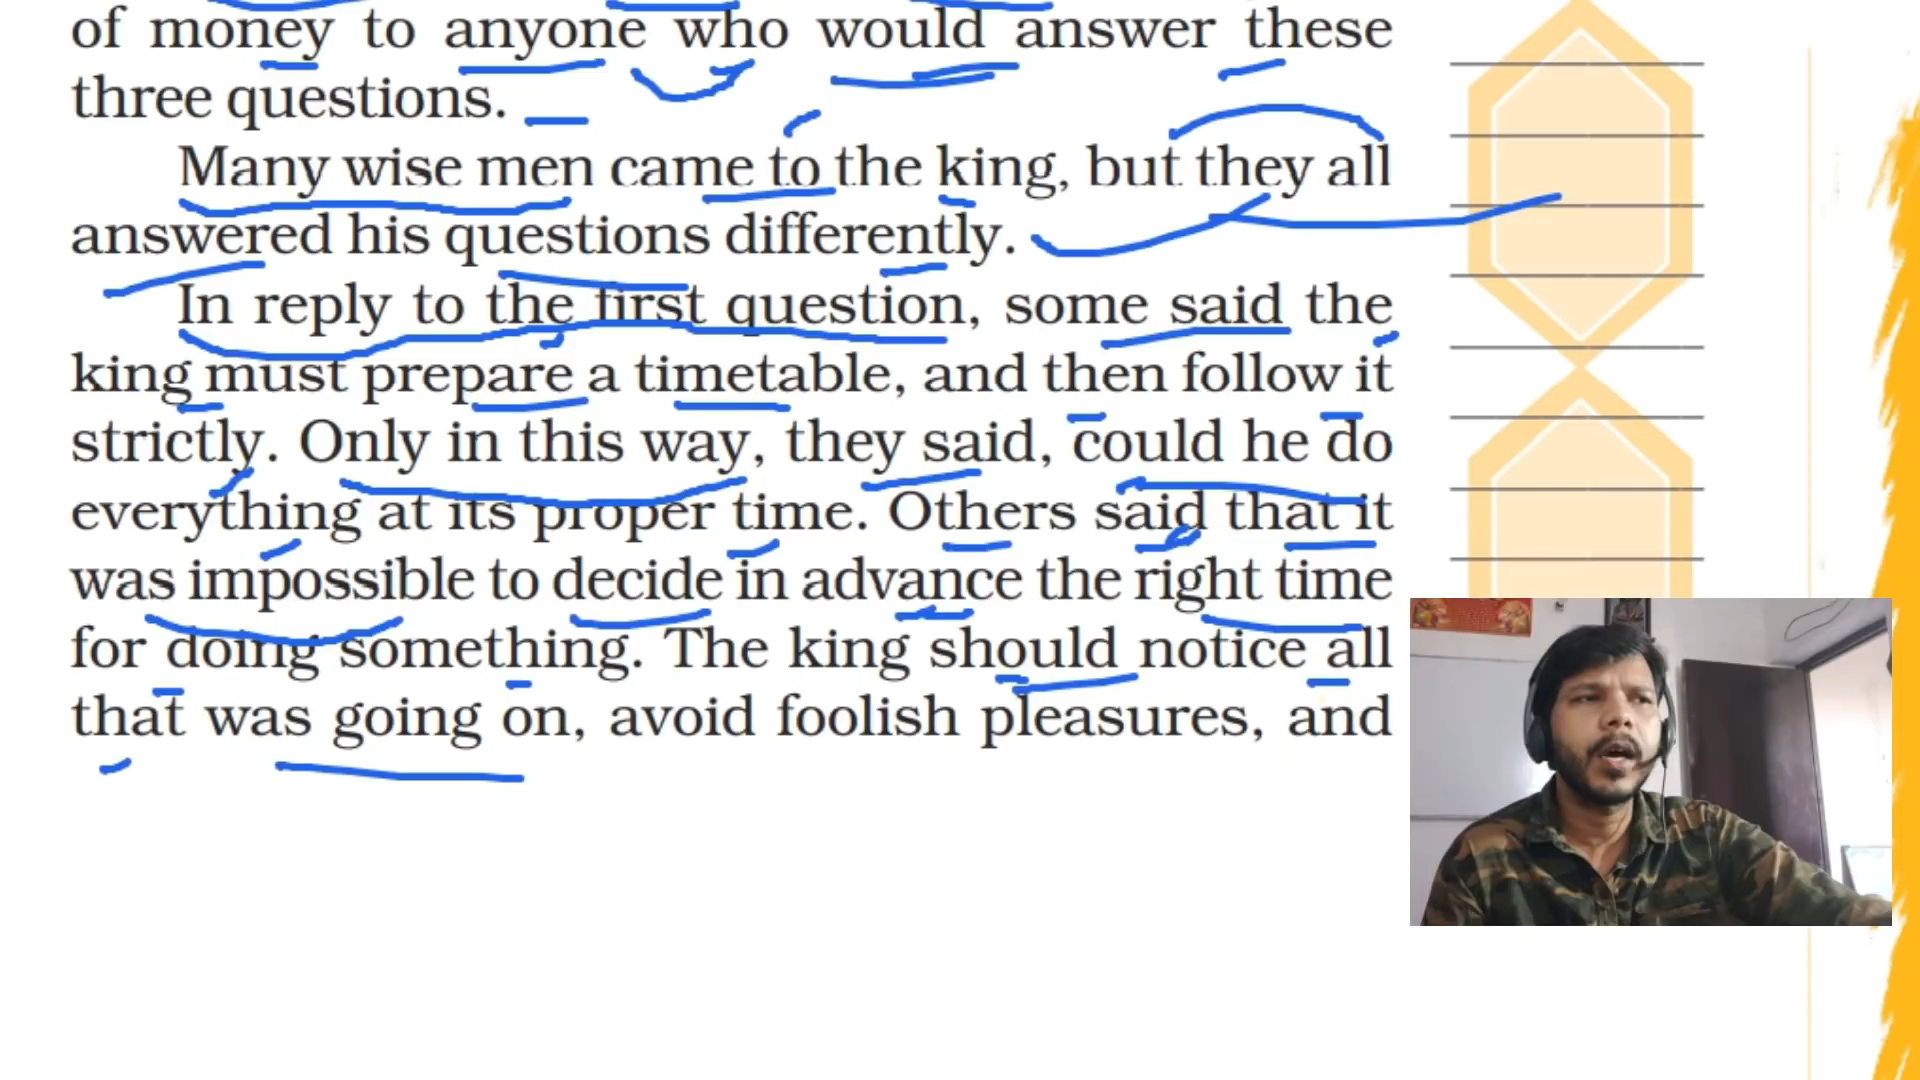 of money to anyone who would answer these
three questions.
Many wise men came to the king, but they all
answered his questions differently.
In reply to the first question, some said the
king must prepare a timetable, and then follow it
strictly. Only in this way, they said, could he do
everything at its proper time. Others said that it
was impossible to decide in advance the right time
for doing something. The king should notice all
that was going on, avoid foolish pleasures, and